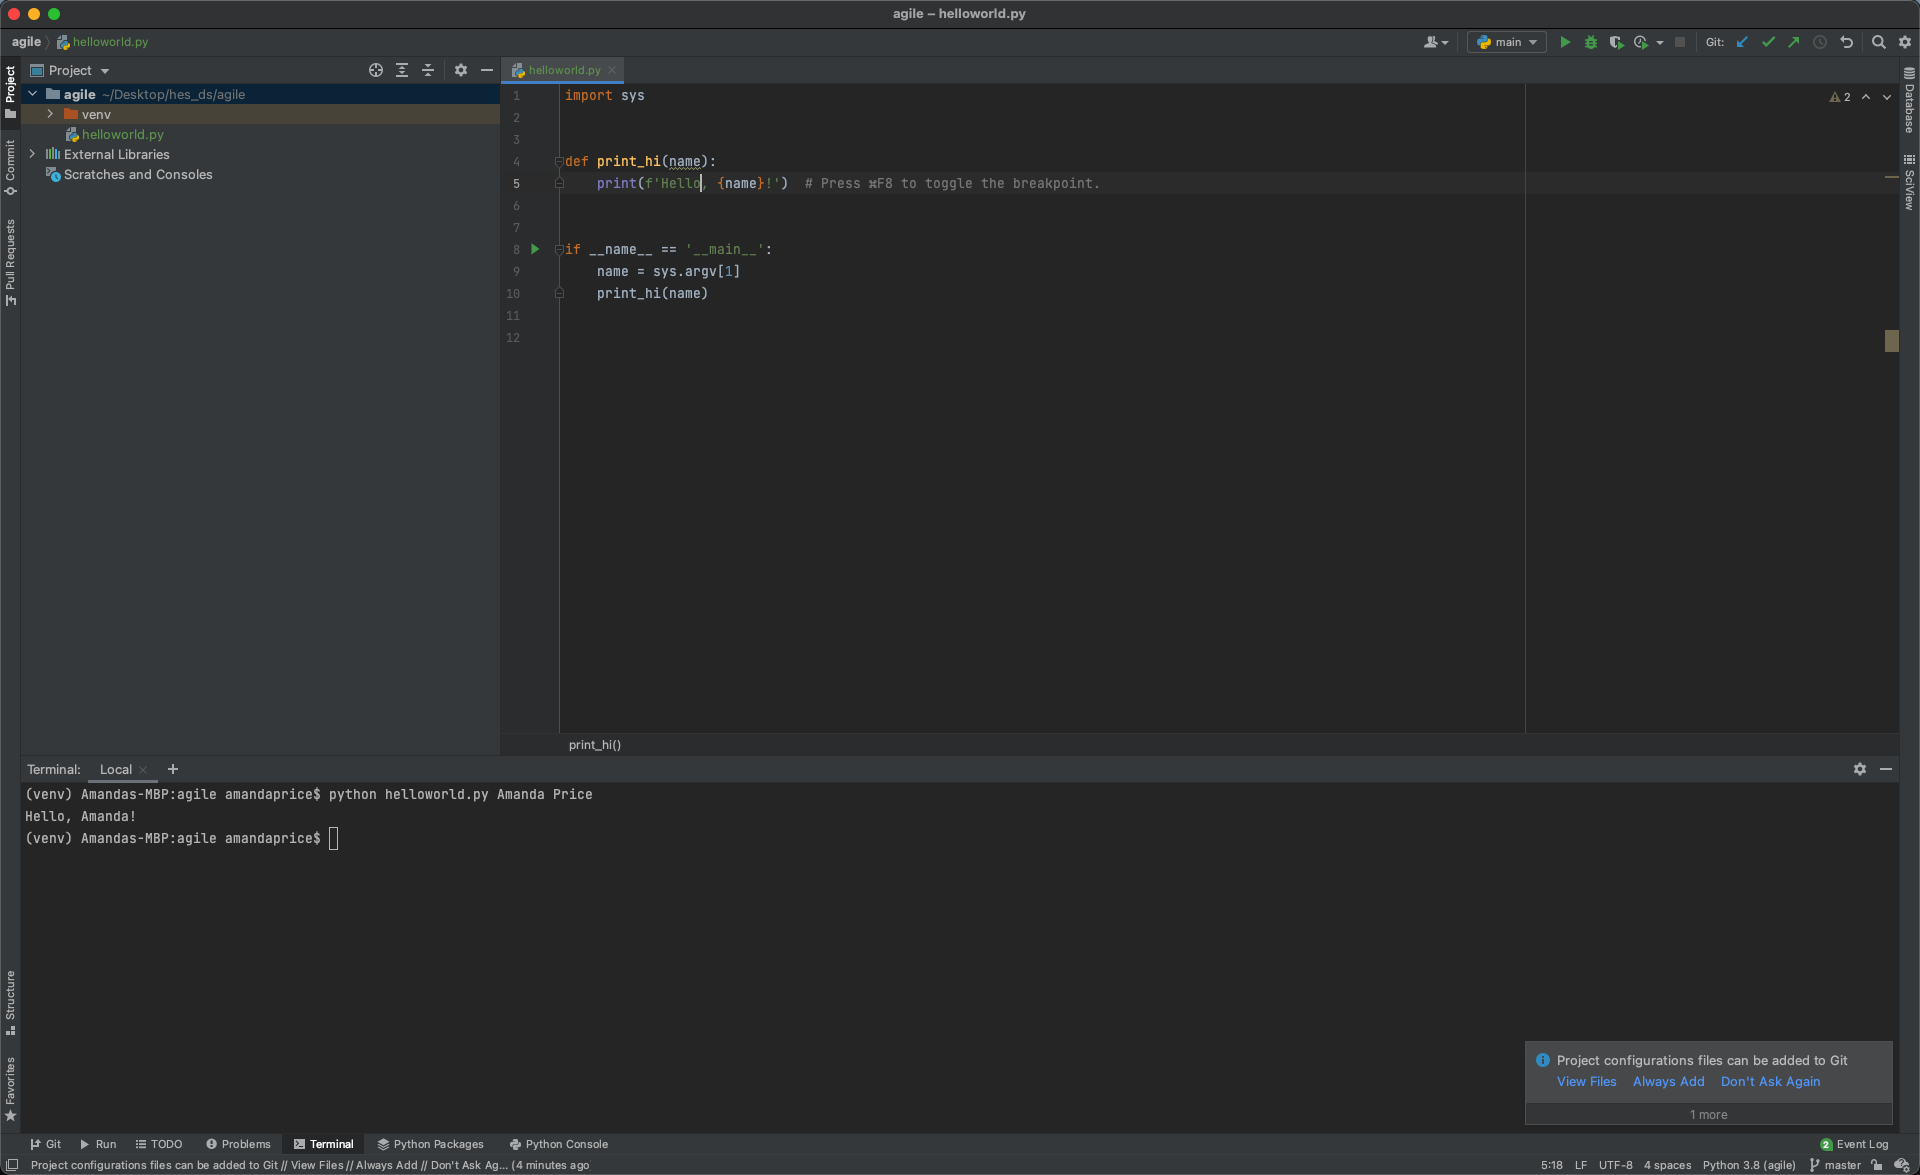 agile – helloworld.py
agile helloworld.py
main
Git:
Project
helloworld.py
Project
Commit
Pull Requests
Structure
Favorites
agile ~/Desktop/hes_ds/agile
venv
helloworld.py
External Libraries
Scratches and Consoles
1 import sys
2
3
4 def print_hi(name):
5 print(f'Hello, {name}!') # Press ⌘F8 to toggle the breakpoint.
6
7
8 if __name__ == '__main__':
9 name = sys.argv[1]
10 print_hi(name)
11
12
2
Database
SciView
print_hi()
Terminal: Local
(venv) Amandas-MBP:agile amandaprice$ python helloworld.py Amanda Price
Hello, Amanda!
(venv) Amandas-MBP:agile amandaprice$
Project configurations files can be added to Git
View Files Always Add Don't Ask Again
1 more
Git Run TODO Problems Terminal Python Packages Python Console
2 Event Log
Project configurations files can be added to Git // View Files // Always Add // Don't Ask Ag... (4 minutes ago
5:18 LF UTF-8 4 spaces Python 3.8 (agile) master